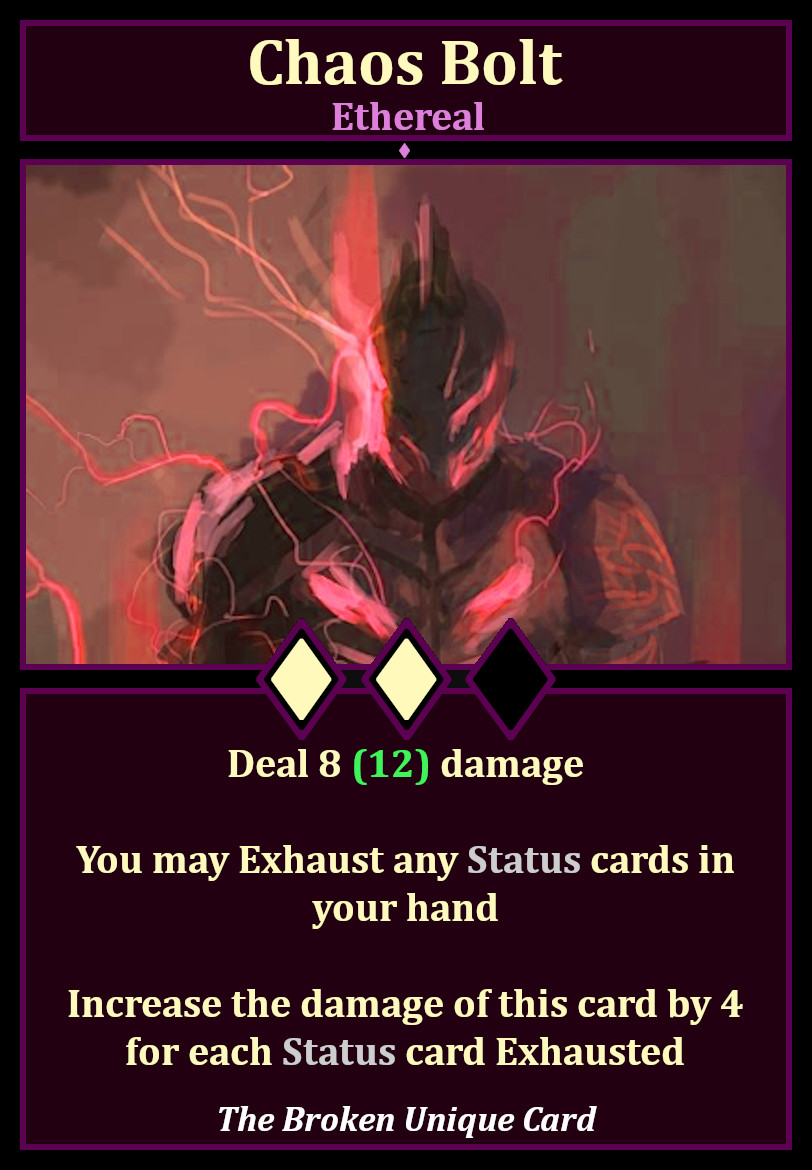 Chaos Bolt
Ethereal
Deal 8 (12) damage
You may Exhaust any Status cards in
your hand
Increase the damage of this card by 4
for each Status card Exhausted
The Broken Unique Card